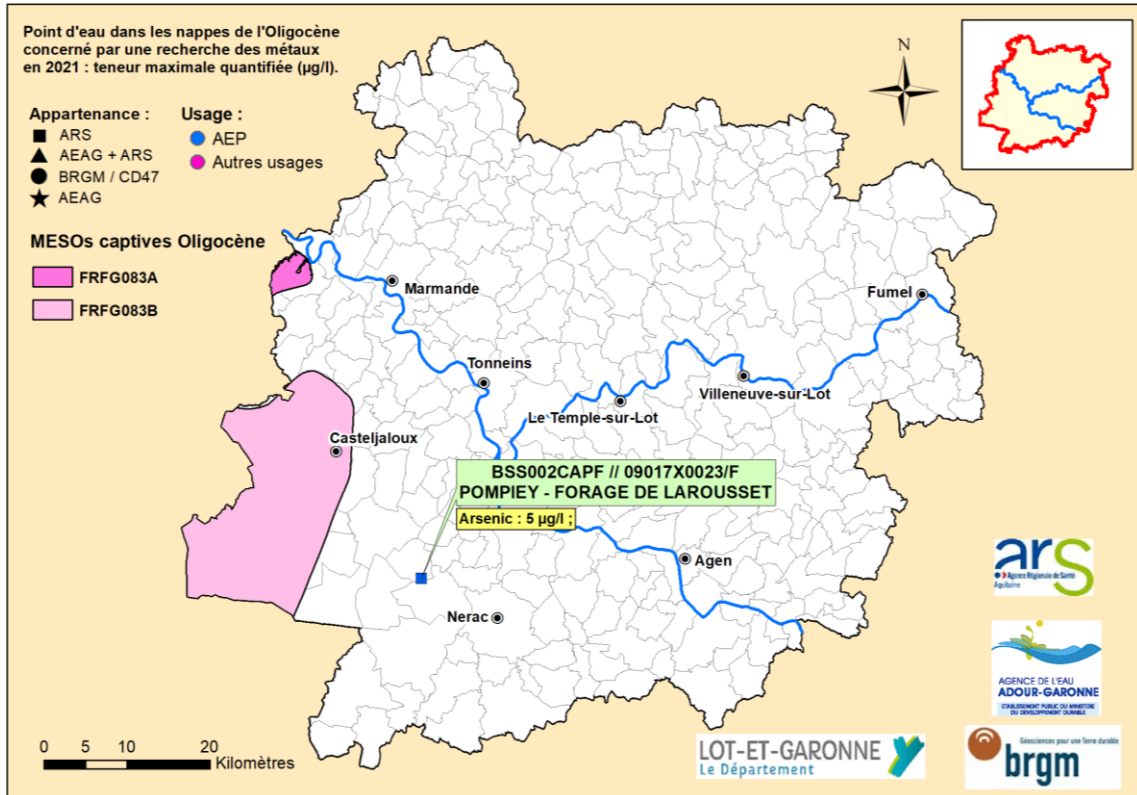 Point d'eau dans les nappes de l'Oligocène
concerné par une recherche des métaux
en 2021 : teneur maximale quantifiée (µg/l).
Appartenance :
ARS
AEAG + ARS
BRGM / CD47
AEAG
Usage :
AEP
Autres usages
MESOs captives Oligocène
FRFG083A
FRFG083B
N
Marmande
Fumel
Tonneins
Villeneuve-sur-Lot
Le Temple-sur-Lot
Casteljaloux
BSS002CAPF // 09017X0023/F
POMPIEY - FORAGE DE LAROUSSET
Arsenic : 5 µg/l ;
Agen
Nerac
0 5 10 20
Kilomètres
ars
Agence Régionale de Santé
Aquitaine
AGENCE DE L'EAU
ADOUR-GARONNE
ETABLISSEMENT PUBLIC DU MINISTERE
DU DEVELOPPEMENT DURABLE
LOT-ET-GARONNE
Le Département
Géosciences pour une Terre durable
brgm